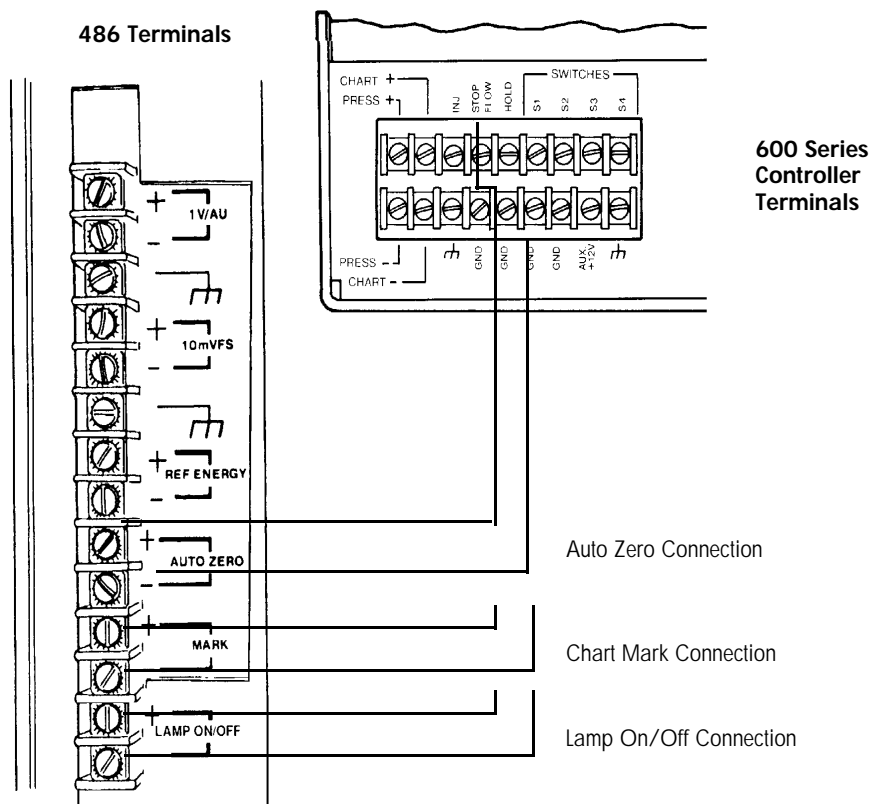 486 Terminals
CHART +
PRESS +
INJ
STOP
FLOW
HOLD
SWITCHES
S1
S2
S3
S4
600 Series
Controller
Terminals
PRESS -
CHART -
GND
GND
GND
GND
AUX
+12V
+
1V/AU
-
+
10mVFS
-
+
REF ENERGY
-
+
AUTO ZERO
-
+
MARK
+
LAMP ON/OFF
Auto Zero Connection
Chart Mark Connection
Lamp On/Off Connection